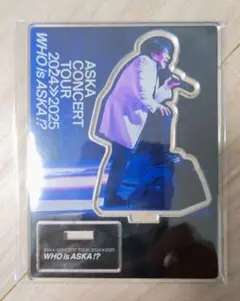 ASKA
CONCERT
TOUR
2024>>2025
WHO is ASKA !?
ASKA CONCERT TOUR 2024>>2025
WHO is ASKA !?